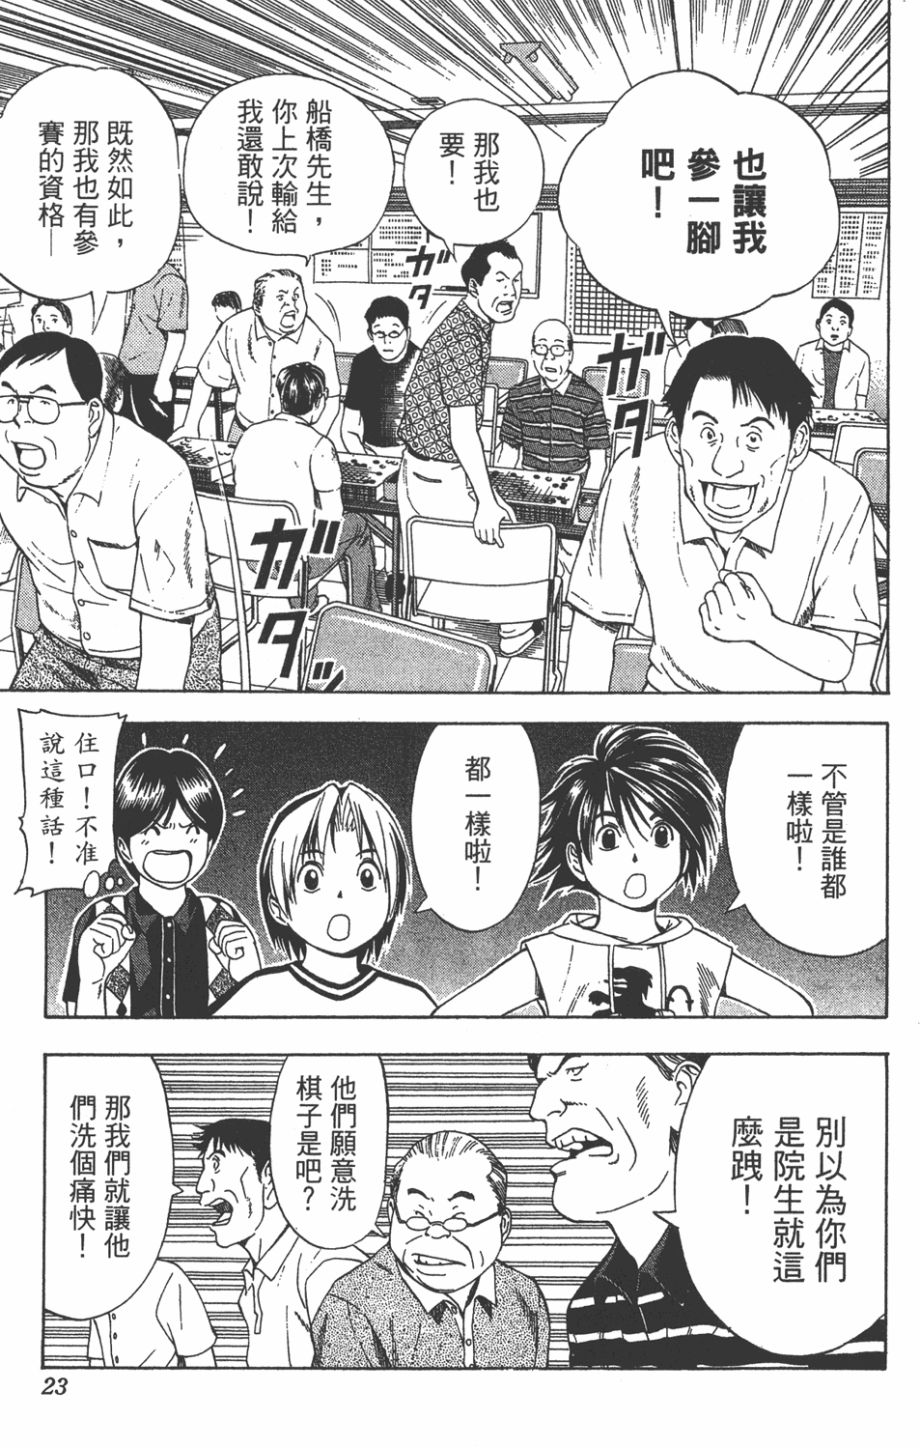 也讓我
參一腳
吧！
那我也
要！
船橋先生，
你上次輸給
我還敢說！
既然如此，
那我也有參
賽的資格─
ガタ
ガタ
ガタ
不管是誰都
一樣啦！
都一樣啦！
住口！不准
說這種話！
別以為你們
是院生就這
麼跩！
他們願意洗
棋子是吧？
那我們就讓他
們洗個痛快！
23